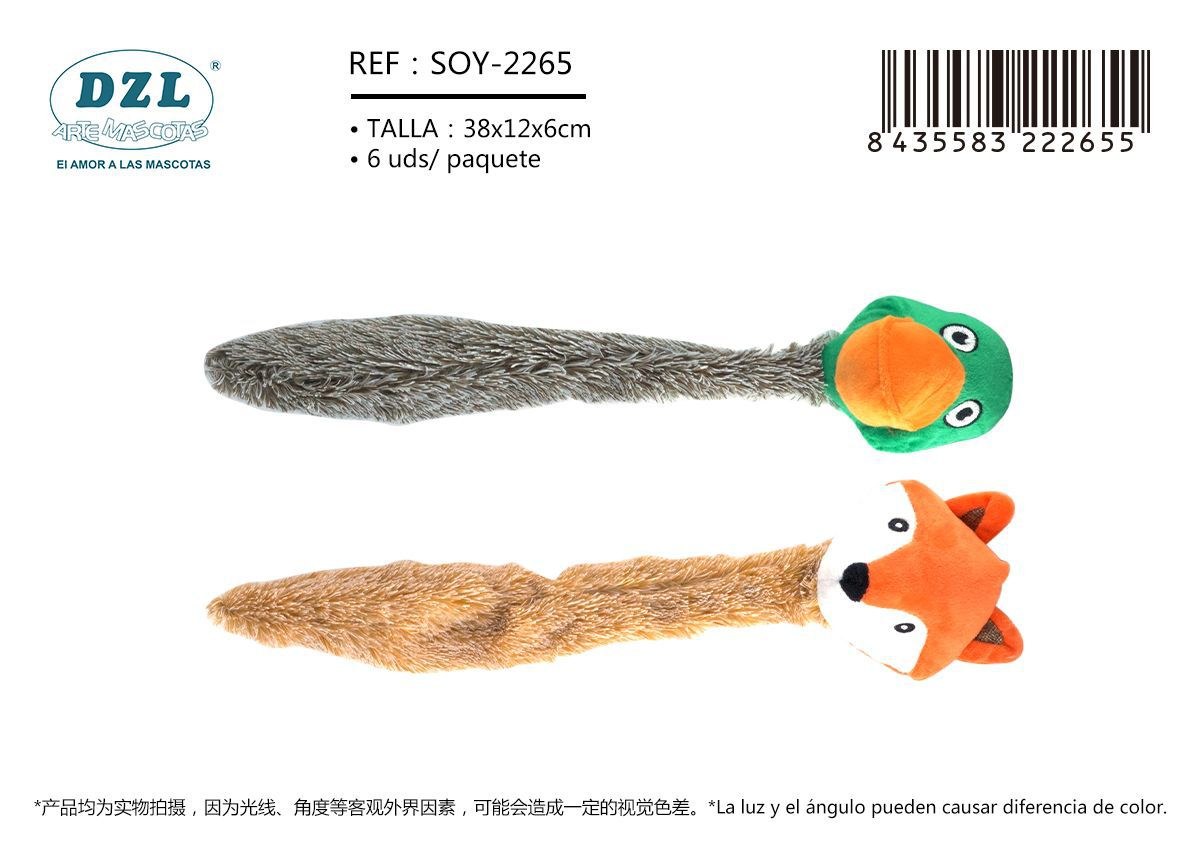 DZL ®
ARTE MASCOTAS
El AMOR A LAS MASCOTAS
REF：SOY-2265
• TALLA：38x12x6cm
• 6 uds/ paquete
8 435583 222655
*产品均为实物拍摄，因为光线、角度等客观外界因素，可能会造成一定的视觉色差。*La luz y el ángulo pueden causar diferencia de color.